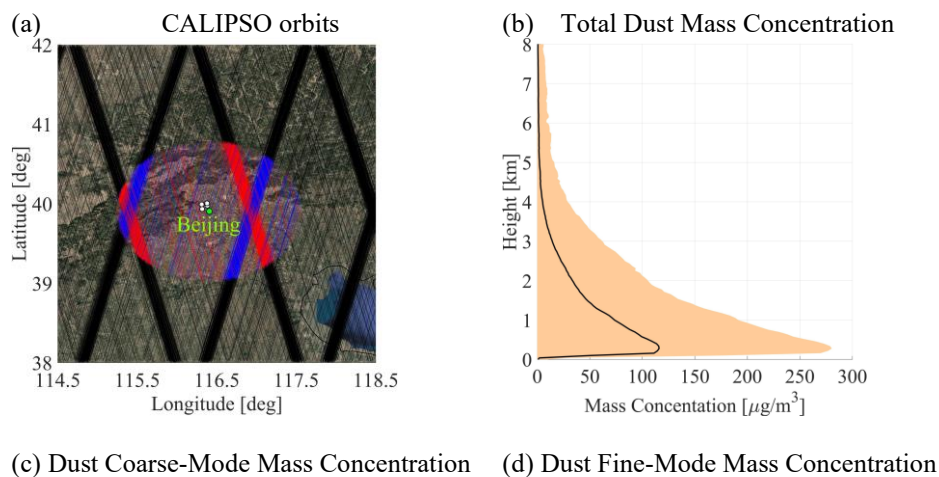 (a) CALIPSO orbits
42
41
40
39
38
Latitude [deg]
Beijing
114.5 115.5 116.5 117.5 118.5
Longitude [deg]
(b) Total Dust Mass Concentration
8
7
6
5
4
3
2
1
0
Height [km]
0 50 100 150 200 250 300
Mass Concentation [μg/m³]
(c) Dust Coarse-Mode Mass Concentration
(d) Dust Fine-Mode Mass Concentration